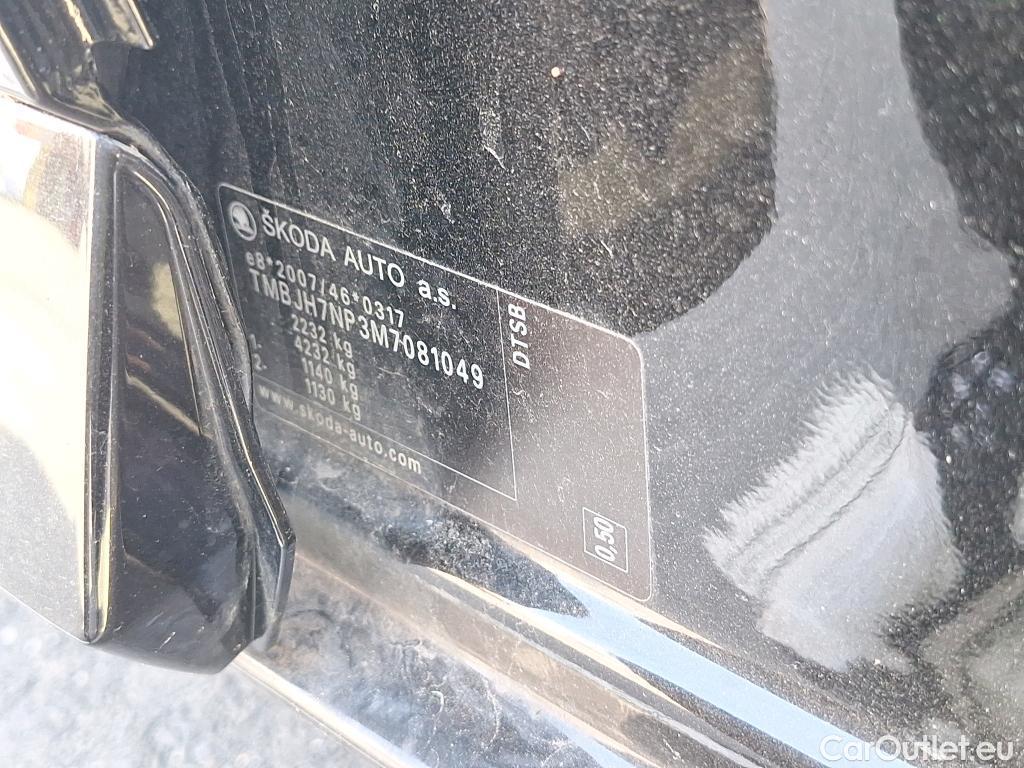 ŠKODA AUTO a.s.
e8*2007/46*0317
TMBJH7NP3M7081049
2232 kg
4232 kg
1. 1140 kg
2. 1130 kg
www.skoda-auto.com
DTSB
0,50
CarOutlet.eu